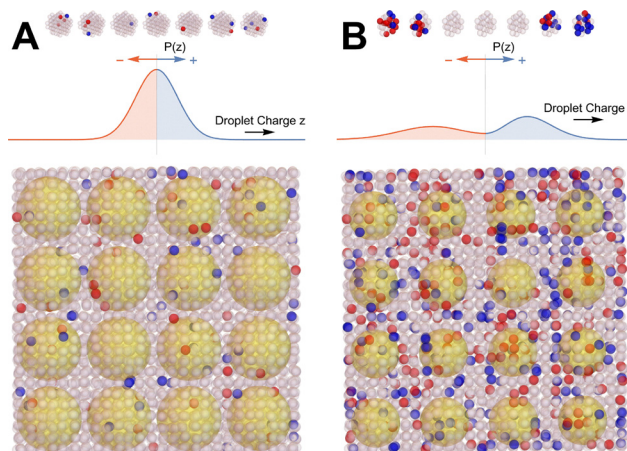 A
P(z)
− +
Droplet Charge z
B
P(z)
− +
Droplet Charge